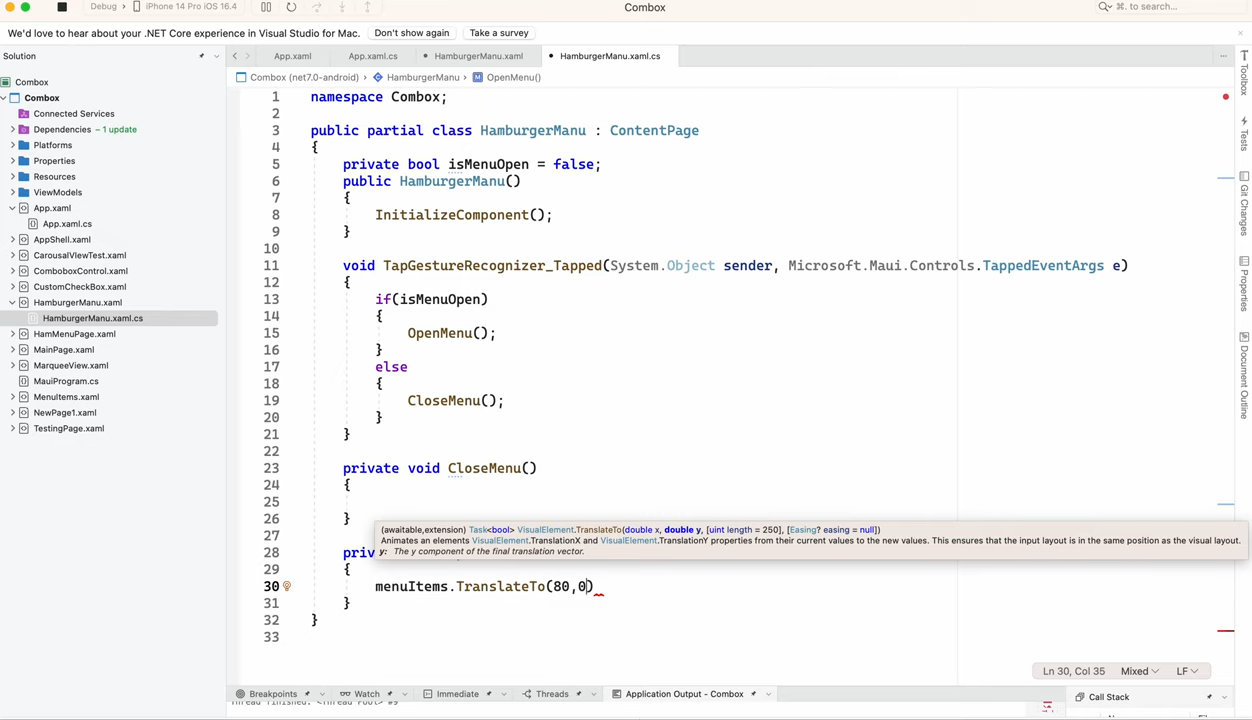 Debug › iPhone 14 Pro iOS 16.4
Combox
⌘. to search...
We'd love to hear about your .NET Core experience in Visual Studio for Mac. Don't show again Take a survey
Solution
App.xaml App.xaml.cs HamburgerManu.xaml HamburgerManu.xaml.cs
Combox (net7.0-android) › HamburgerManu › OpenMenu()
Combox
Combox
Connected Services
Dependencies – 1 update
Platforms
Properties
Resources
ViewModels
App.xaml
App.xaml.cs
AppShell.xaml
CarousalVIewTest.xaml
ComboboxControl.xaml
CustomCheckBox.xaml
HamburgerManu.xaml
HamburgerManu.xaml.cs
HamMenuPage.xaml
MainPage.xaml
MarqueeView.xaml
MauiProgram.cs
MenuItems.xaml
NewPage1.xaml
TestingPage.xaml
1 namespace Combox;
2
3 public partial class HamburgerManu : ContentPage
4 {
5 private bool isMenuOpen = false;
6 public HamburgerManu()
7 {
8 InitializeComponent();
9 }
10
11 void TapGestureRecognizer_Tapped(System.Object sender, Microsoft.Maui.Controls.TappedEventArgs e)
12 {
13 if(isMenuOpen)
14 {
15 OpenMenu();
16 }
17 else
18 {
19 CloseMenu();
20 }
21 }
22
23 private void CloseMenu()
24 {
25
26 }
27
28 pri
29 {
30 menuItems.TranslateTo(80,0)
31 }
32 }
33
(awaitable,extension) Task<bool> VisualElement.TranslateTo(double x, double y, [uint length = 250], [Easing? easing = null])
Animates an elements VisualElement.TranslationX and VisualElement.TranslationY properties from their current values to the new values. This ensures that the input layout is in the same position as the visual layout.
y: The y component of the final translation vector.
Toolbox
Tests
Git Changes
Properties
Document Outline
Ln 30, Col 35 Mixed LF
Breakpoints Watch Immediate Threads Application Output - Combox Call Stack
Thread finished: <Thread Pool> #9